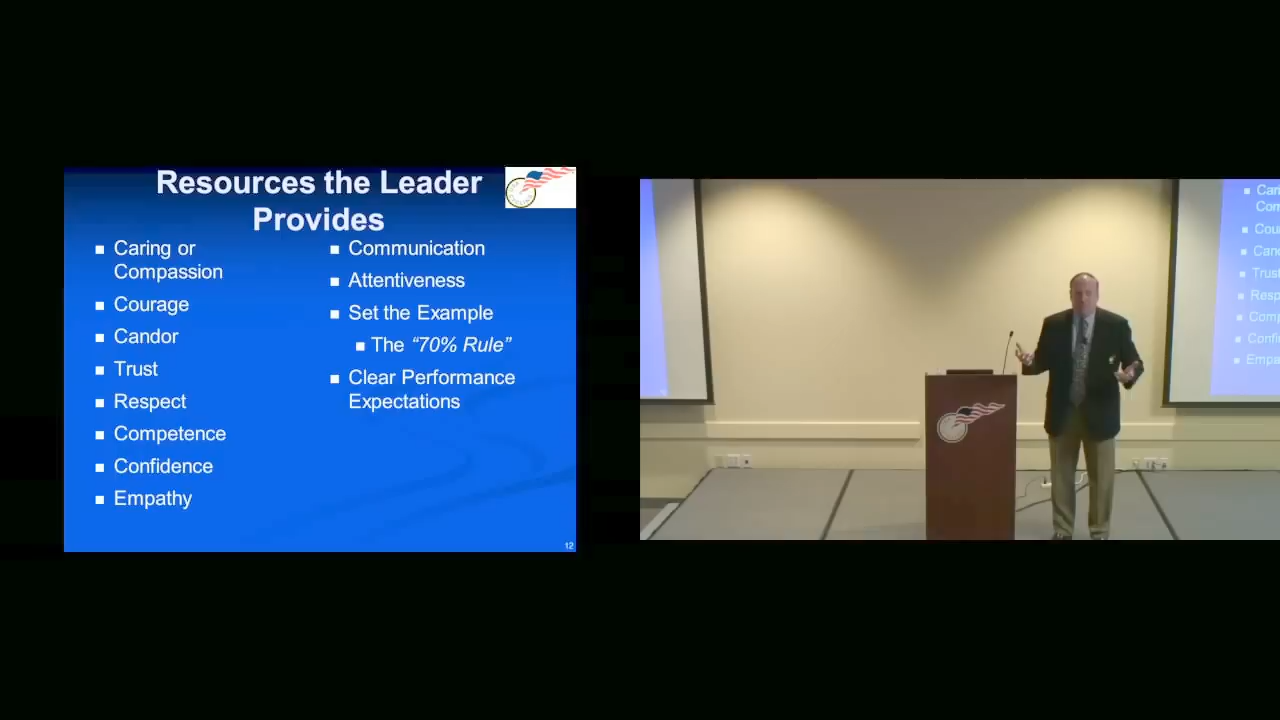 Resources the Leader
Provides
Caring or
Compassion
Courage
Candor
Trust
Respect
Competence
Confidence
Empathy
Communication
Attentiveness
Set the Example
The “70% Rule”
Clear Performance
Expectations
12